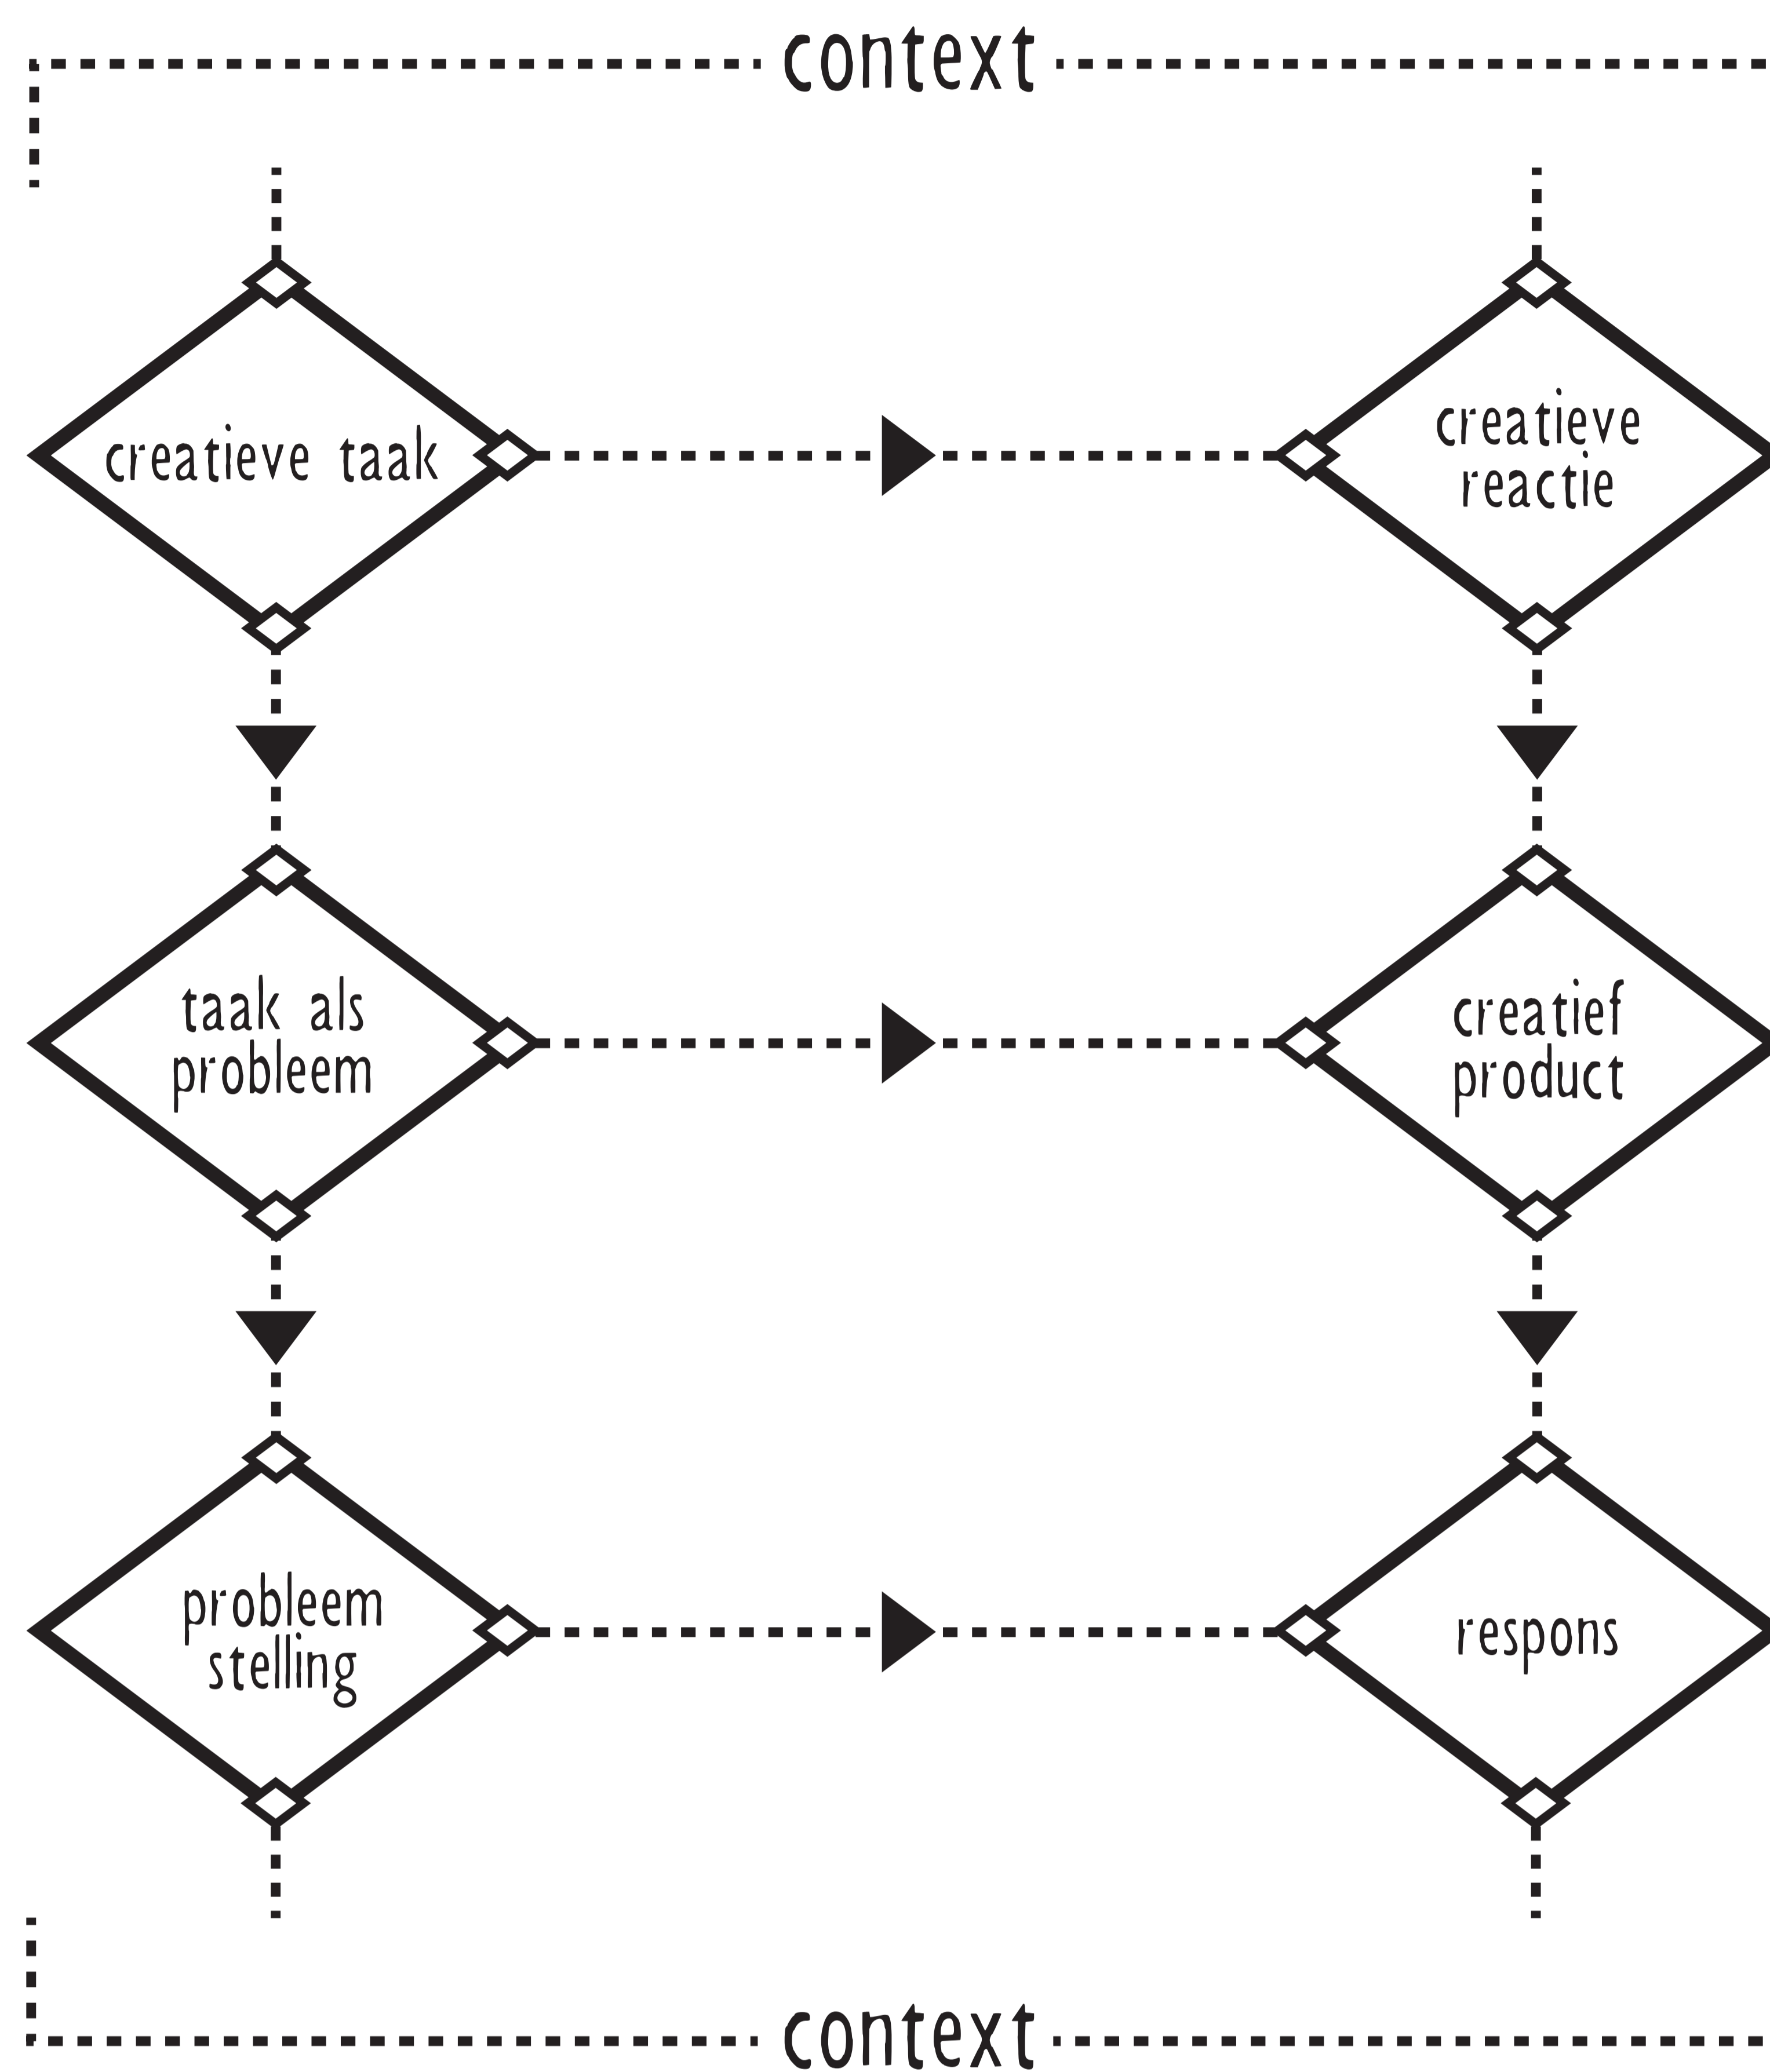 context
creatieve taak
creatieve
reactie
taak als
probleem
creatief
product
probleem
stelling
respons
context